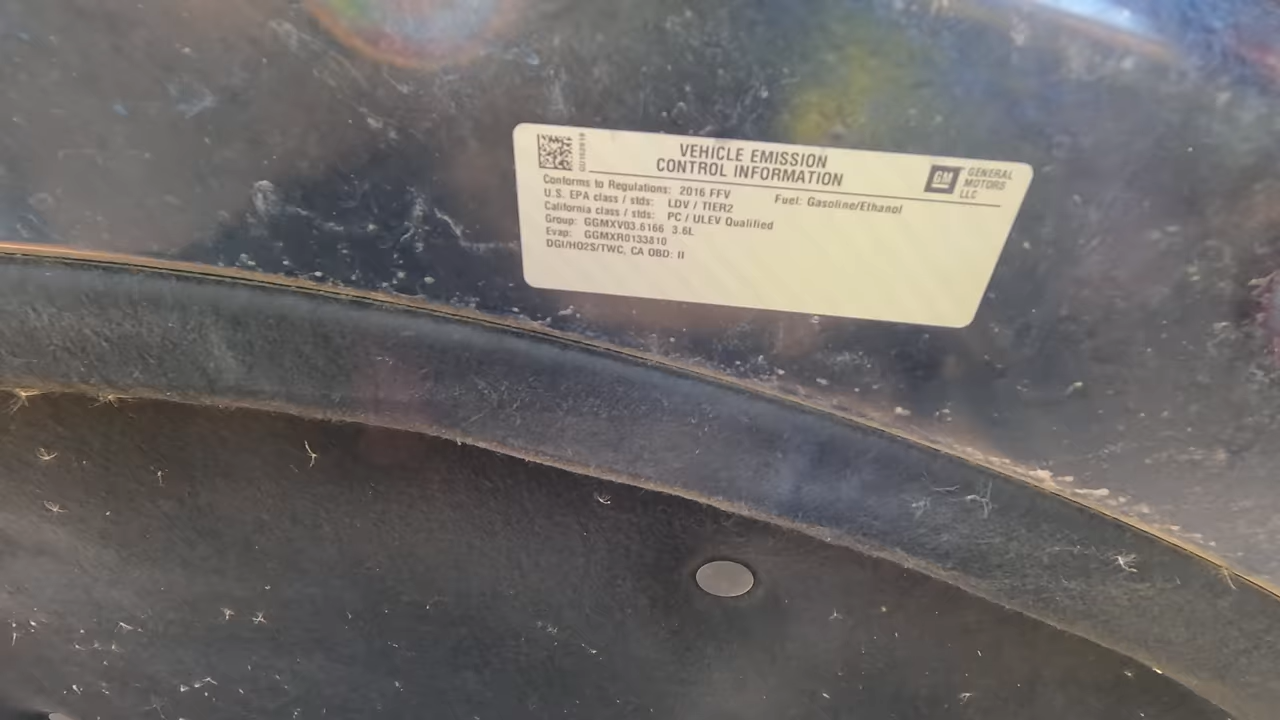 VEHICLE EMISSION
CONTROL INFORMATION
GM GENERAL
MOTORS
LLC
Conforms to Regulations: 2016 FFV Fuel: Gasoline/Ethanol
U.S. EPA class / stds: LDV / TIER2
California class / stds: PC / ULEV Qualified
Group: GGMXV03.6166 3.6L
Evap: GGMXR0133810
DGI/HO2S/TWC, CA OBD: II